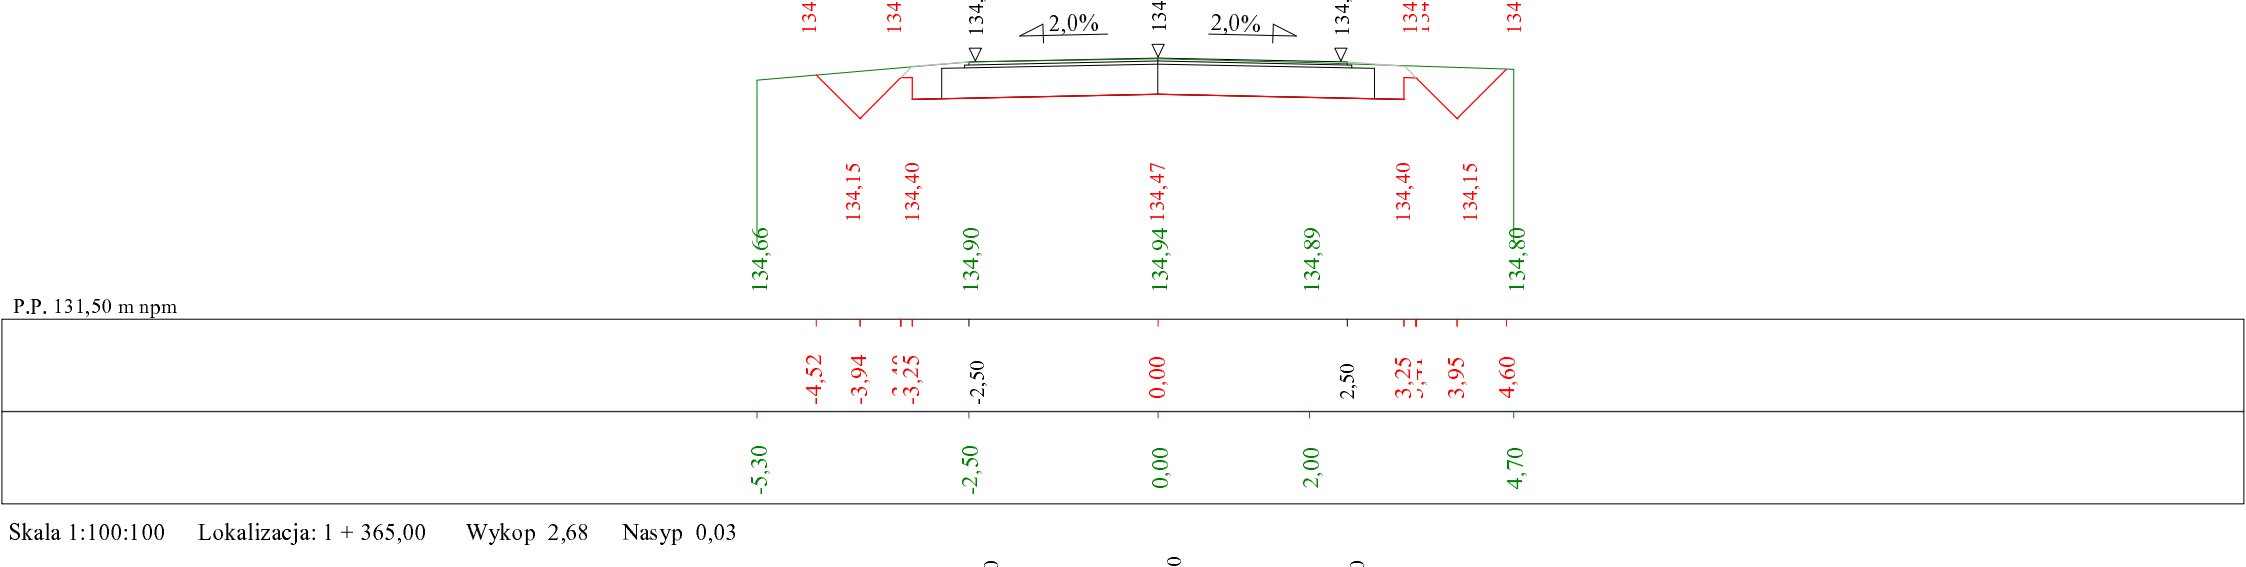 134 134 134, 2,0% 134 2,0% 134, 134 134 134
134,15 134,40 134,47 134,40 134,15
134,66 134,90 134,94 134,89 134,80
P.P. 131,50 m npm
-4,52 -3,94 -3,25 -2,50 0,00 2,50 3,25 3,95 4,60
-5,30 -2,50 0,00 2,00 4,70
Skala 1:100:100 Lokalizacja: 1 + 365,00 Wykop 2,68 Nasyp 0,03